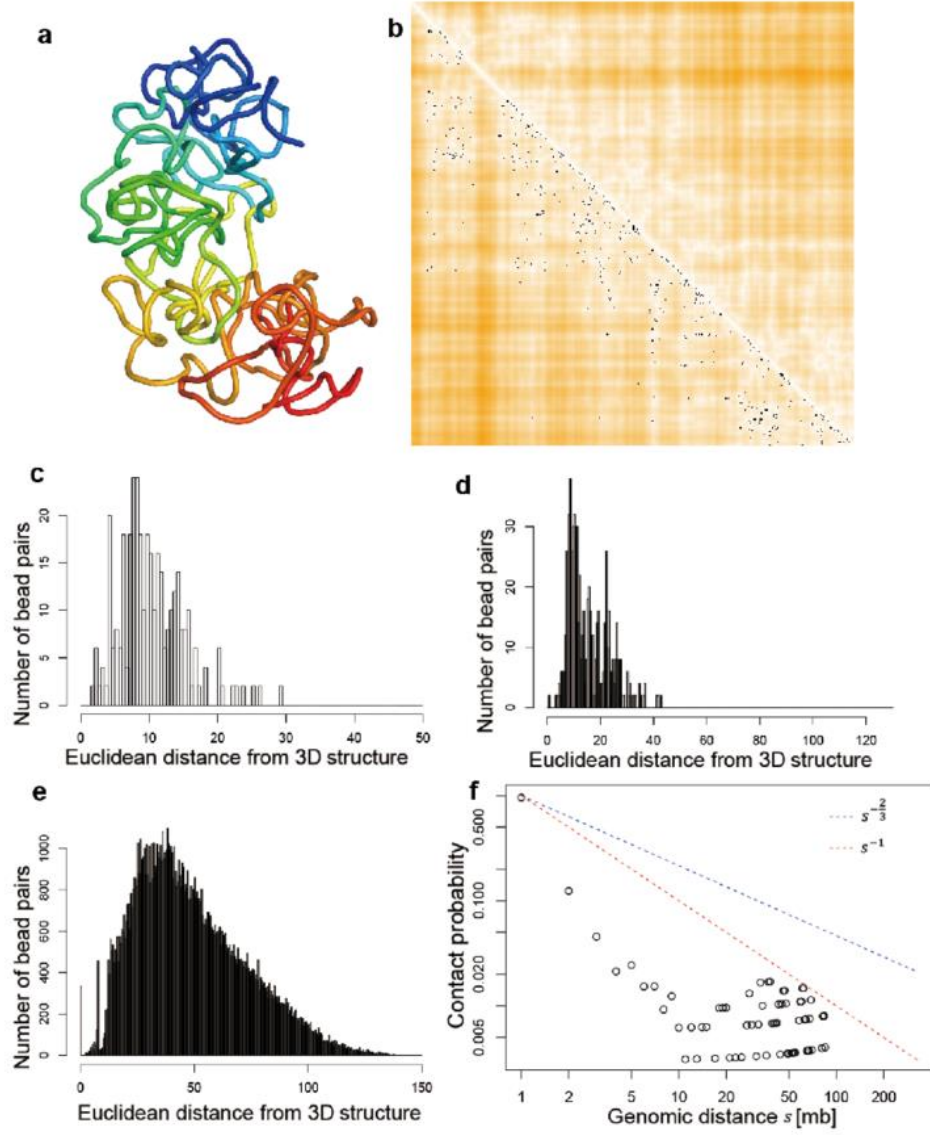 a
b
c
Number of bead pairs
20
15
10
5
0
0 10 20 30 40 50
Euclidean distance from 3D structure
d
Number of bead pairs
30
20
10
0
0 20 40 60 80 100 120
Euclidean distance from 3D structure
e
Number of bead pairs
1000
800
600
400
200
0
0 50 100 150
Euclidean distance from 3D structure
f
Contact probability
0.600
0.100
0.020
0.005
s^{-2/3}
s^{-1}
1 2 5 10 20 50 100 200
Genomic distance s [mb]